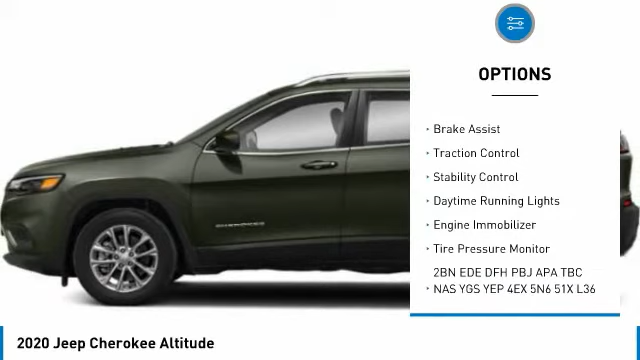 OPTIONS
• Brake Assist
• Traction Control
• Stability Control
• Daytime Running Lights
• Engine Immobilizer
• Tire Pressure Monitor
2BN EDE DFH PBJ APA TBC
• NAS YGS YEP 4EX 5N6 51X L36
CHEROKEE
2020 Jeep Cherokee Altitude